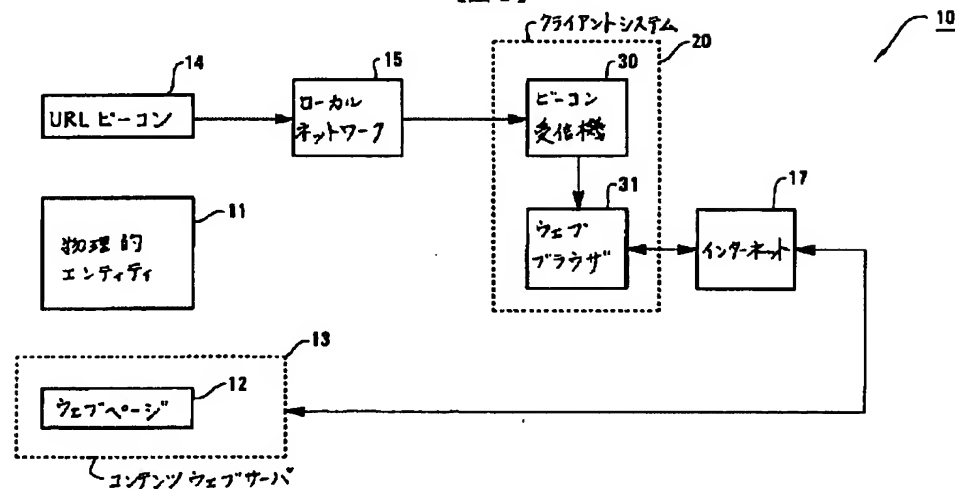 10
クライアントシステム
20
14
URL ビーコン
15
ローカル
ネットワーク
30
ビーコン
受信機
11
物理的
エンティティ
31
ウェブ
ブラウザ
17
インターネット
13
12
ウェブページ
コンテンツ ウェブサーバ